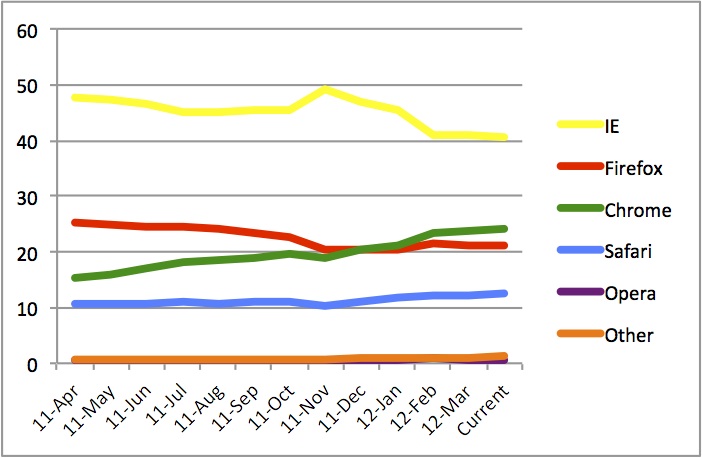 60
50
40
30
20
10
0
11-Apr
11-May
11-Jun
11-Jul
11-Aug
11-Sep
11-Oct
11-Nov
11-Dec
12-Jan
12-Feb
12-Mar
Current
IE
Firefox
Chrome
Safari
Opera
Other